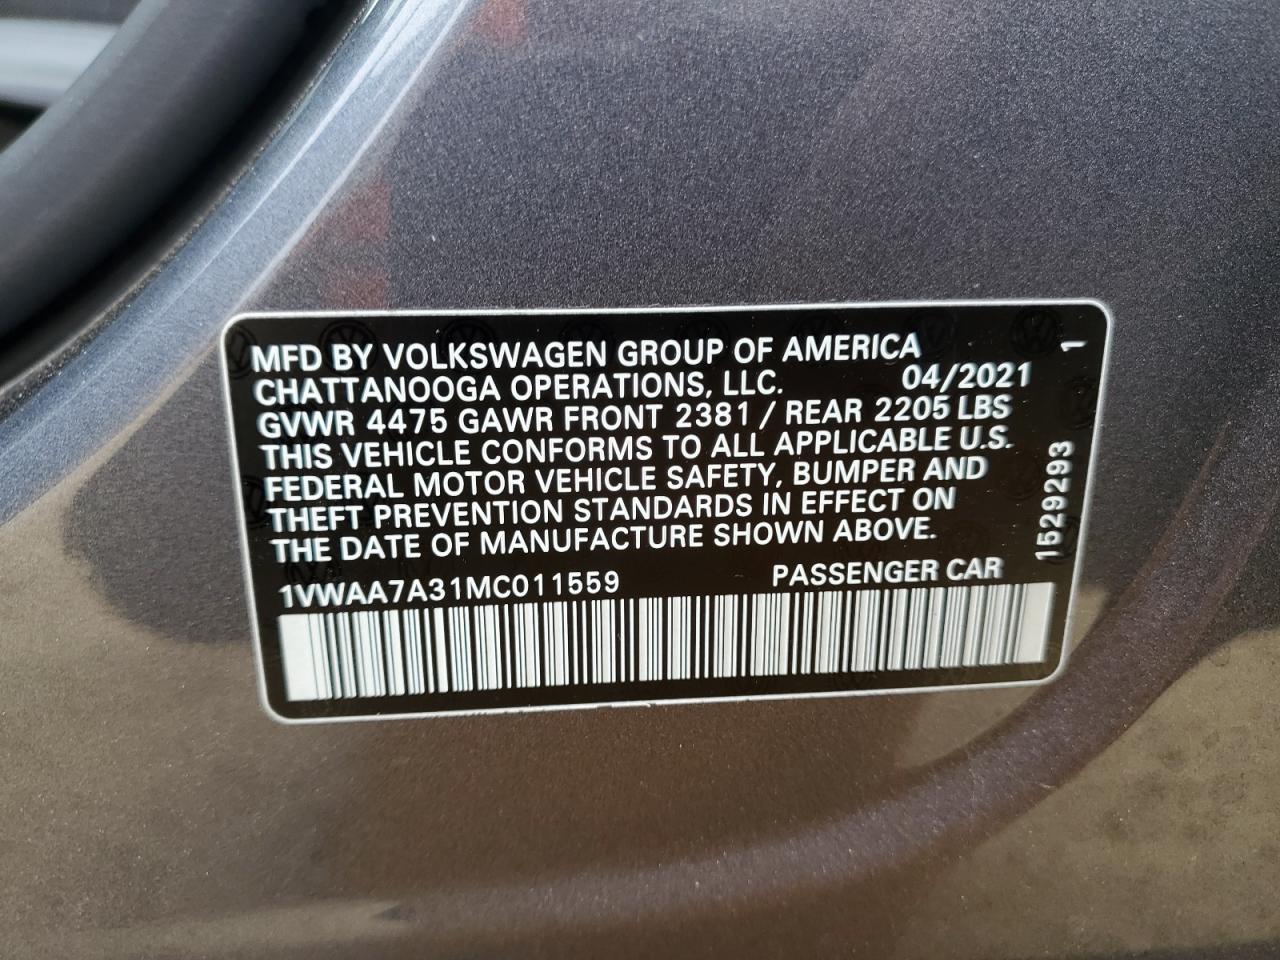 MFD BY VOLKSWAGEN GROUP OF AMERICA
CHATTANOOGA OPERATIONS, LLC. 04/2021
GVWR 4475 GAWR FRONT 2381 / REAR 2205 LBS
THIS VEHICLE CONFORMS TO ALL APPLICABLE U.S.
FEDERAL MOTOR VEHICLE SAFETY, BUMPER AND
THEFT PREVENTION STANDARDS IN EFFECT ON
THE DATE OF MANUFACTURE SHOWN ABOVE.
1VWAA7A31MC011559 PASSENGER CAR
1529293 1